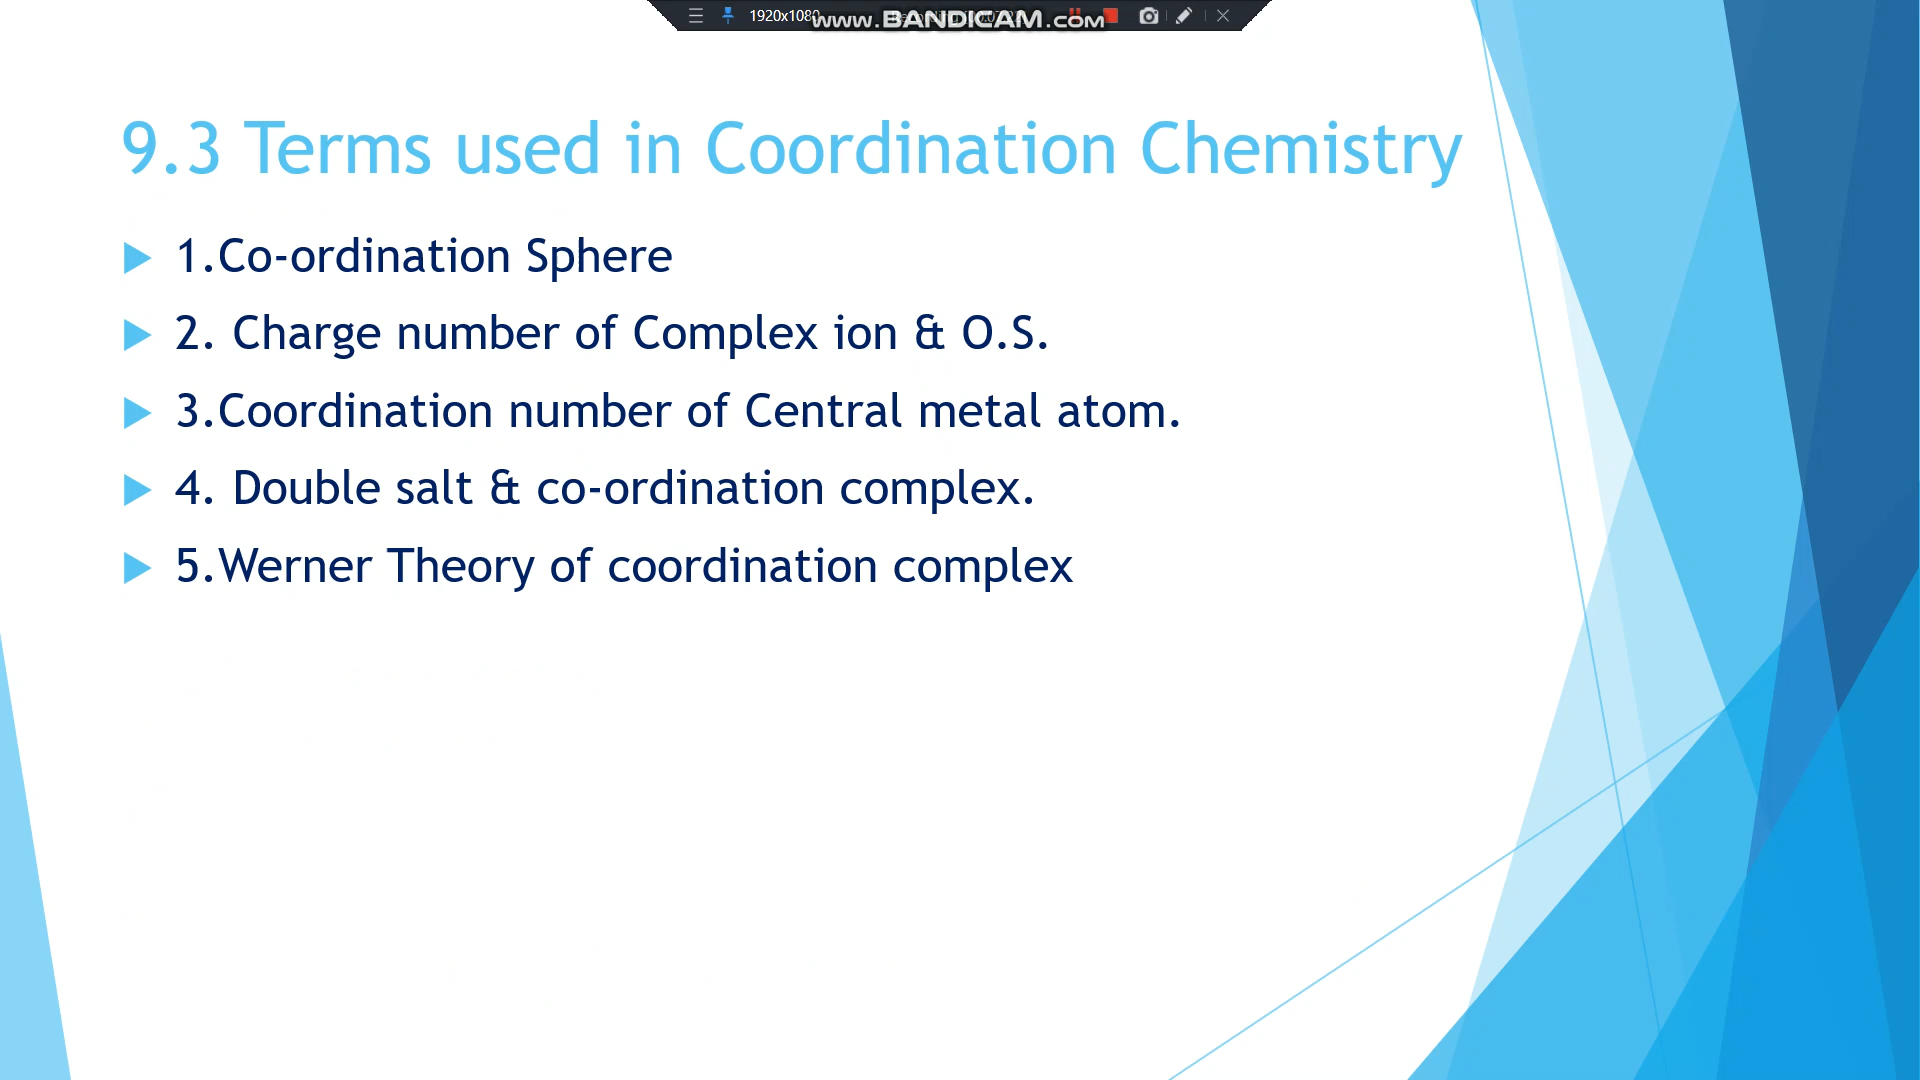 1920x1080
www.BANDICAM.com
9.3 Terms used in Coordination Chemistry
1.Co-ordination Sphere
2. Charge number of Complex ion & O.S.
3.Coordination number of Central metal atom.
4. Double salt & co-ordination complex.
5.Werner Theory of coordination complex